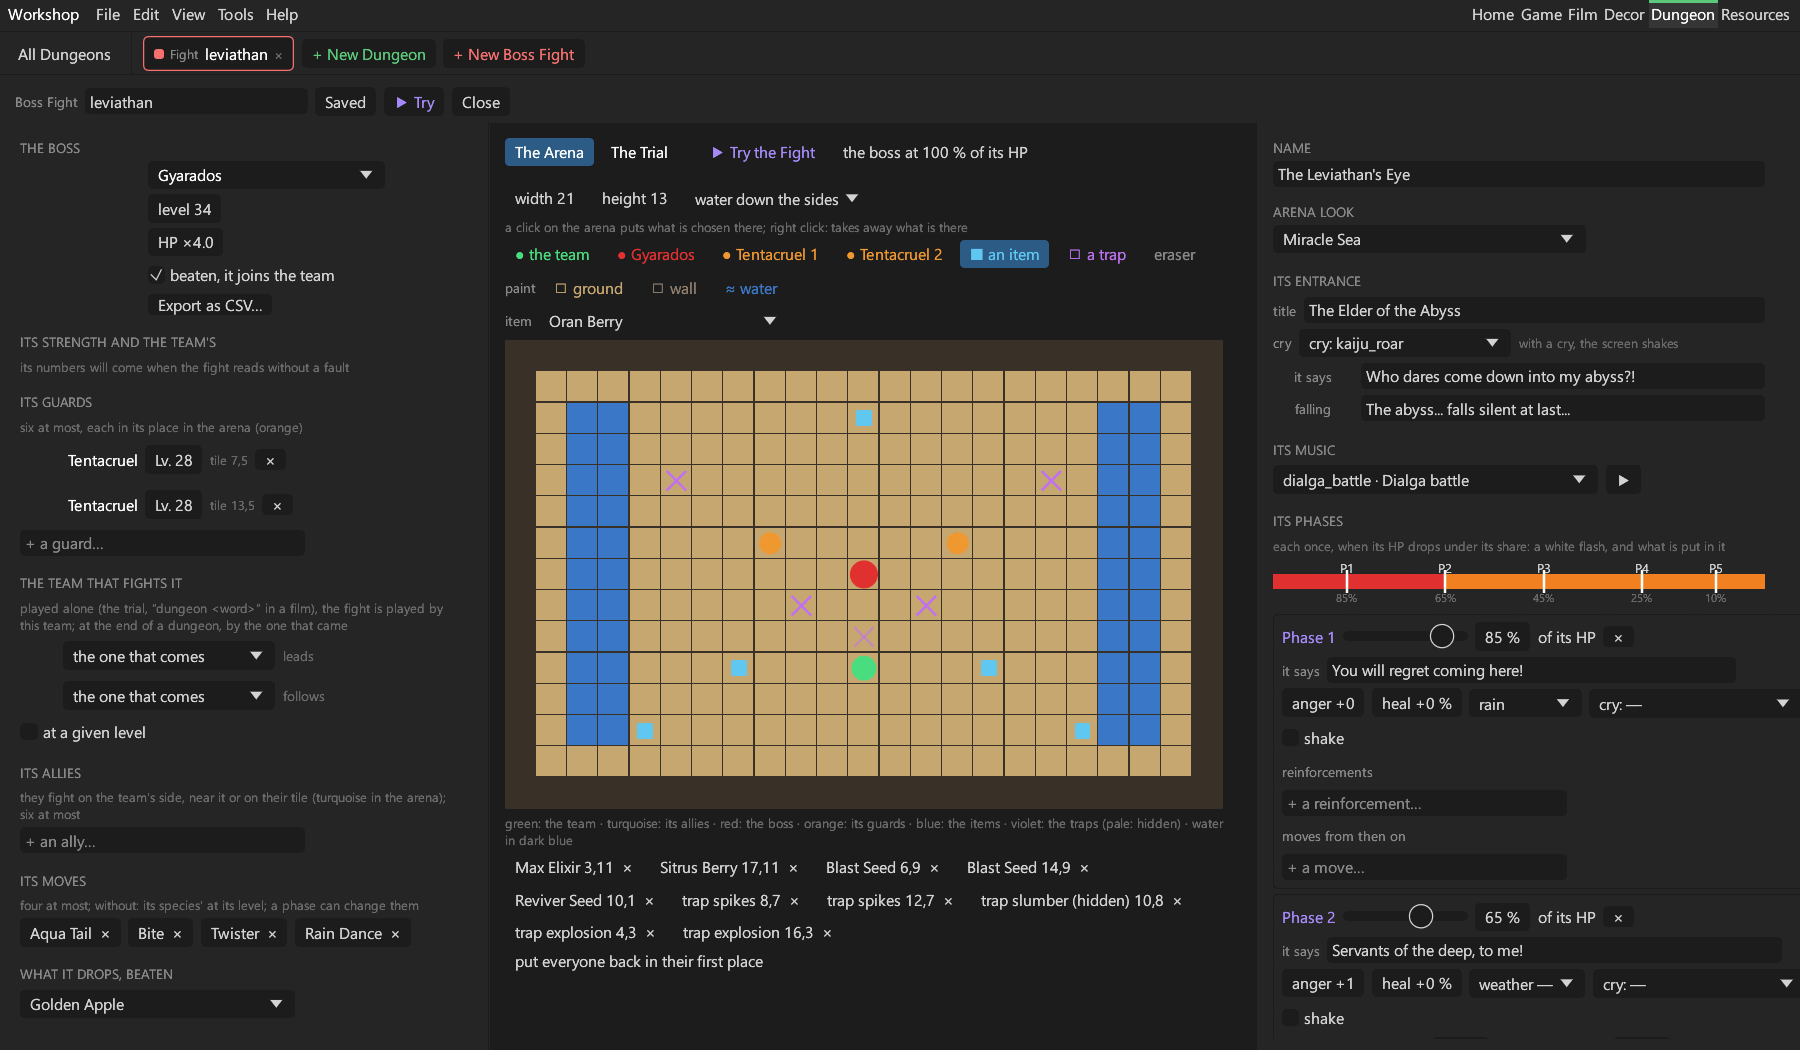 Workshop File Edit View Tools Help Home Game Film Decor Dungeon Resources
All Dungeons Fight leviathan × + New Dungeon + New Boss Fight
Boss Fight leviathan Saved Try Close
THE BOSS
Gyarados
level 34
HP ×4.0
beaten, it joins the team
Export as CSV...
ITS STRENGTH AND THE TEAM'S
its numbers will come when the fight reads without a fault
ITS GUARDS
six at most, each in its place in the arena (orange)
Tentacruel Lv. 28 tile 7,5 ×
Tentacruel Lv. 28 tile 13,5 ×
+ a guard...
THE TEAM THAT FIGHTS IT
played alone (the trial, "dungeon <word>" in a film), the fight is played by
this team; at the end of a dungeon, by the one that came
the one that comes leads
the one that comes follows
at a given level
ITS ALLIES
they fight on the team's side, near it or on their tile (turquoise in the arena);
six at most
+ an ally...
ITS MOVES
four at most; without: its species' at its level; a phase can change them
Aqua Tail × Bite × Twister × Rain Dance ×
WHAT IT DROPS, BEATEN
Golden Apple
The Arena The Trial Try the Fight the boss at 100 % of its HP
width 21 height 13 water down the sides
a click on the arena puts what is chosen there; right click: takes away what is there
the team Gyarados Tentacruel 1 Tentacruel 2 an item a trap eraser
paint ground wall ≈ water
item Oran Berry
green: the team · turquoise: its allies · red: the boss · orange: its guards · blue: the items · violet: the traps (pale: hidden) · water
in dark blue
Max Elixir 3,11 × Sitrus Berry 17,11 × Blast Seed 6,9 × Blast Seed 14,9 ×
Reviver Seed 10,1 × trap spikes 8,7 × trap spikes 12,7 × trap slumber (hidden) 10,8 ×
trap explosion 4,3 × trap explosion 16,3 ×
put everyone back in their first place
NAME
The Leviathan's Eye
ARENA LOOK
Miracle Sea
ITS ENTRANCE
title The Elder of the Abyss
cry cry: kaiju_roar with a cry, the screen shakes
it says Who dares come down into my abyss?!
falling The abyss... falls silent at last...
ITS MUSIC
dialga_battle · Dialga battle
ITS PHASES
each once, when its HP drops under its share: a white flash, and what is put in it
P1 P2 P3 P4 P5
85% 65% 45% 25% 10%
Phase 1 85 % of its HP ×
it says You will regret coming here!
anger +0 heal +0 % rain cry: —
shake
reinforcements
+ a reinforcement...
moves from then on
+ a move...
Phase 2 65 % of its HP ×
it says Servants of the deep, to me!
anger +1 heal +0 % weather — cry: —
shake